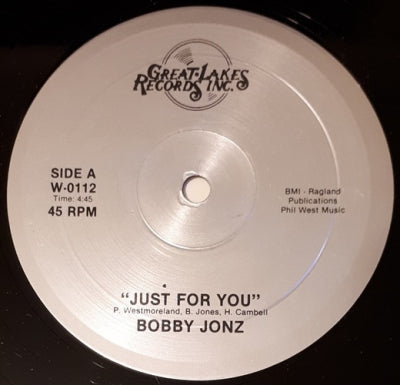 GREAT-LAKES
RECORDS INC.
SIDE A
W-0112
Time: 4:45
45 RPM
BMI - Ragland
Publications
Phil West Music
"JUST FOR YOU"
P. Westmoreland, B. Jones, H. Cambell
BOBBY JONZ